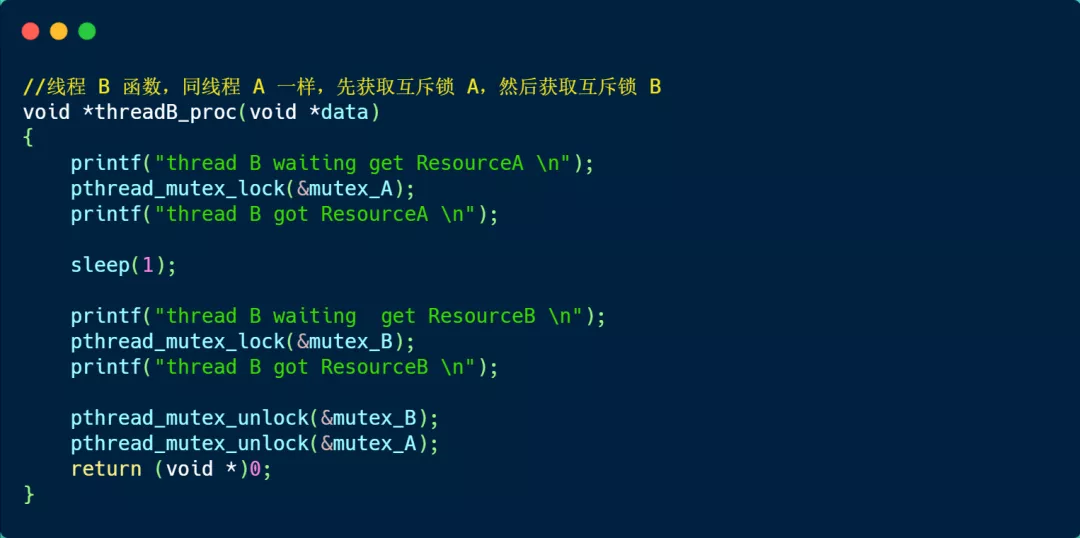 //线程 B 函数，同线程 A 一样，先获取互斥锁 A，然后获取互斥锁 B
void *threadB_proc(void *data)
{
    printf("thread B waiting get ResourceA \n");
    pthread_mutex_lock(&mutex_A);
    printf("thread B got ResourceA \n");

    sleep(1);

    printf("thread B waiting  get ResourceB \n");
    pthread_mutex_lock(&mutex_B);
    printf("thread B got ResourceB \n");

    pthread_mutex_unlock(&mutex_B);
    pthread_mutex_unlock(&mutex_A);
    return (void *)0;
}